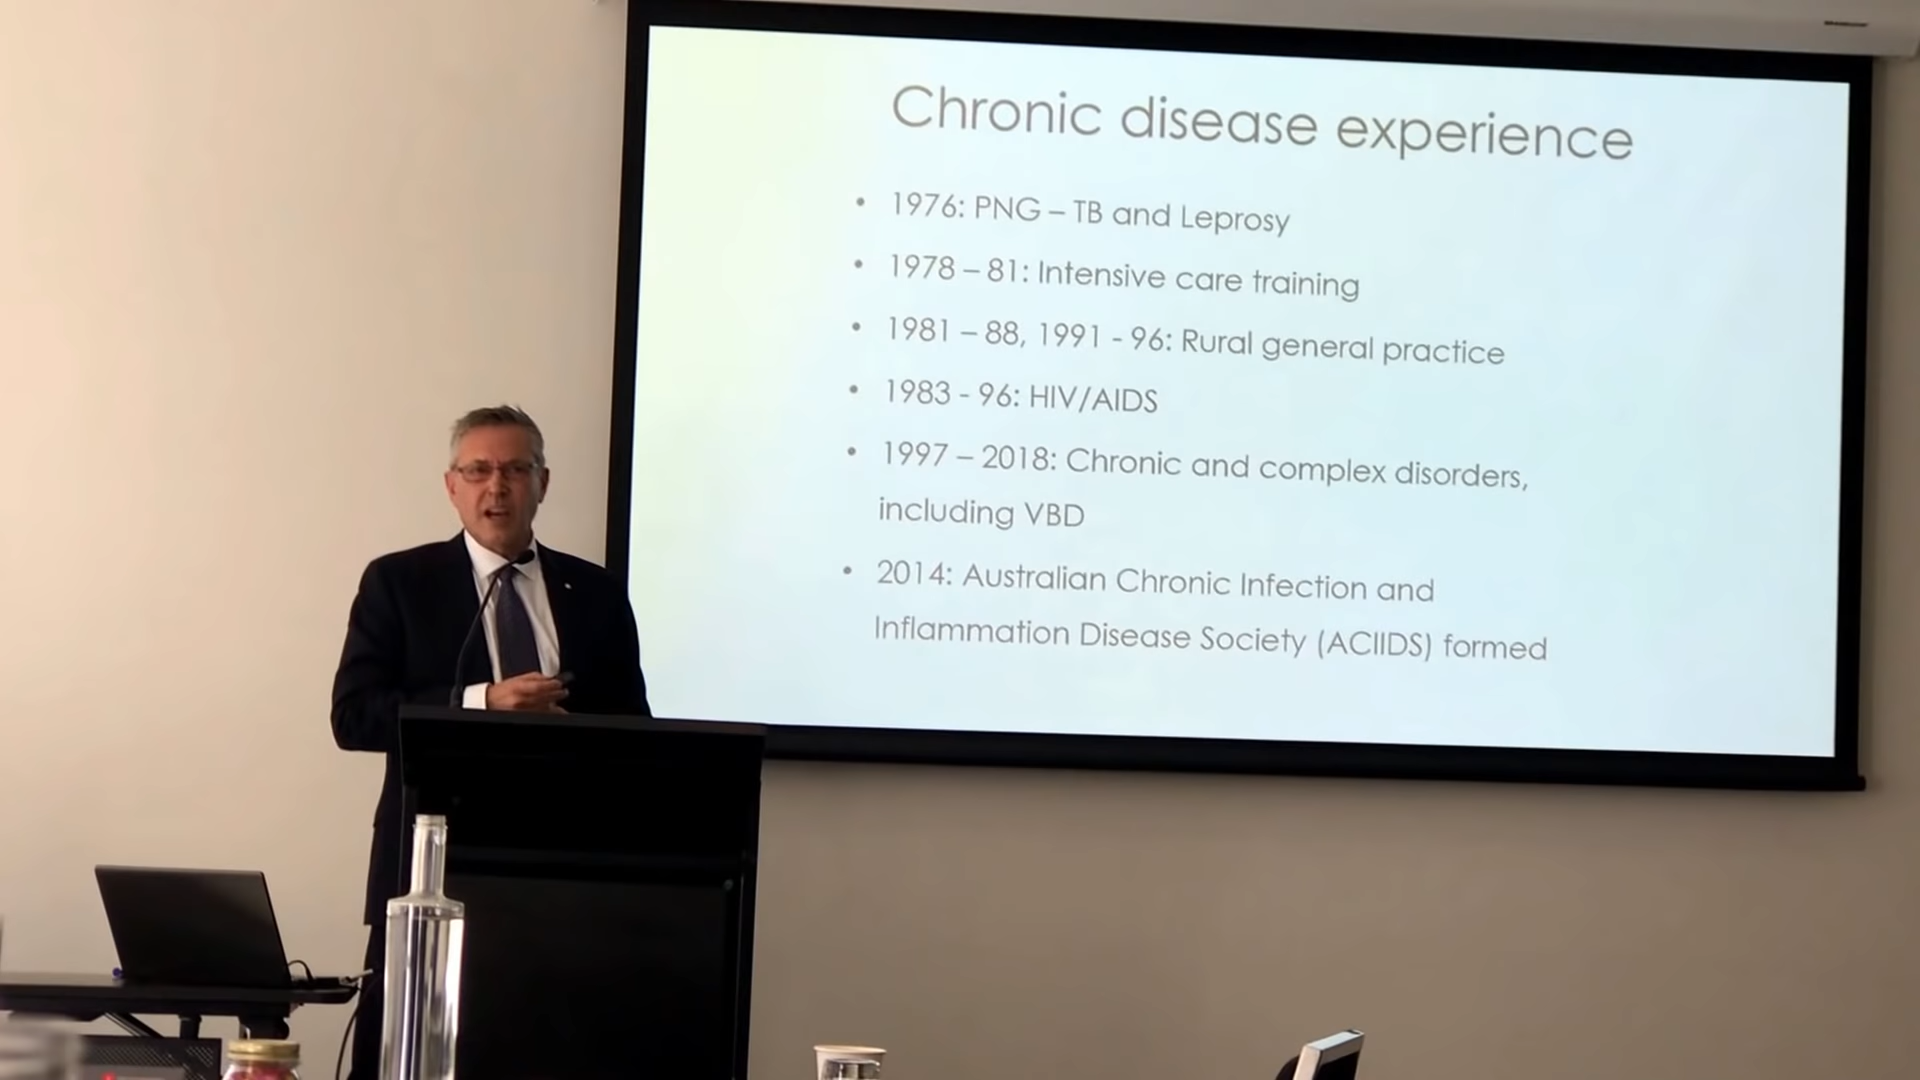 Chronic disease experience
• 1976: PNG – TB and Leprosy
• 1978 – 81: Intensive care training
• 1981 – 88, 1991 - 96: Rural general practice
• 1983 - 96: HIV/AIDS
• 1997 – 2018: Chronic and complex disorders,
including VBD
• 2014: Australian Chronic Infection and
Inflammation Disease Society (ACIIDS) formed